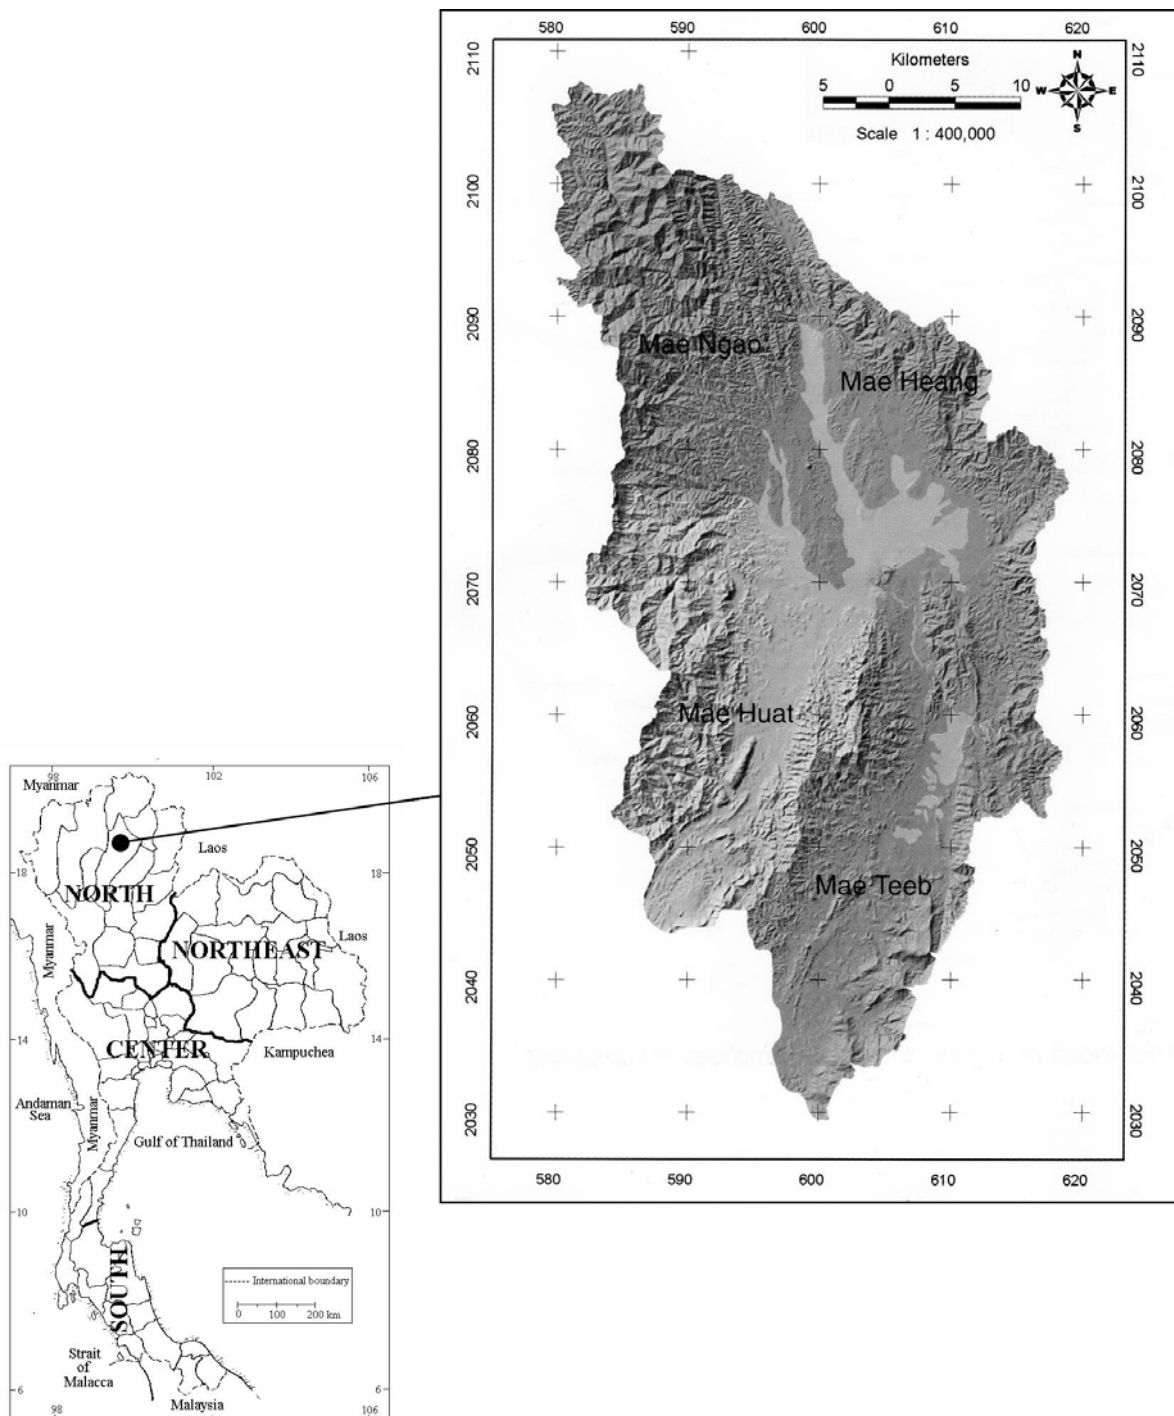 580 590 600 610 620
2110 2110
Kilometers
5 0 5 10
N
W E
S
Scale 1 : 400,000
2100 2100
2090 2090
Mae Ngao
Mae Heang
2080 2080
2070 2070
Mae Huat
2060 2060
2050 2050
Mae Teeb
2040 2040
2030 2030
580 590 600 610 620
98 102 106
Myanmar
Laos
18 18
NORTH
Laos
NORTHEAST
Myanmar
14 14
CENTER
Kampuchea
Andaman
Sea
Myanmar
Gulf of Thailand
10 10
SOUTH
International boundary
0 100 200 km
Strait
of
Malacca
6 6
Malaysia
98 106